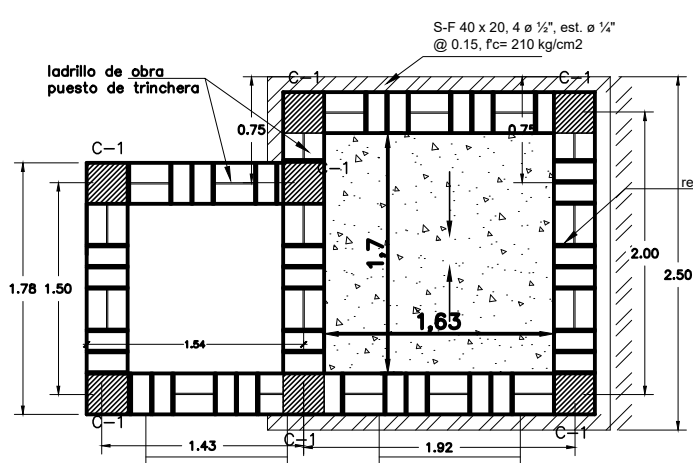 S-F 40 x 20, 4 ø ½", est. ø ¼"
@ 0.15, f'c= 210 kg/cm2
ladrillo de obra
puesto de trinchera
C-1
C-1
0.75
0.75
C-1
C-1
re
1,7
2.00
2.50
1.78
1.50
1,63
1.54
C-1
C-1
C-1
1.43
1.92